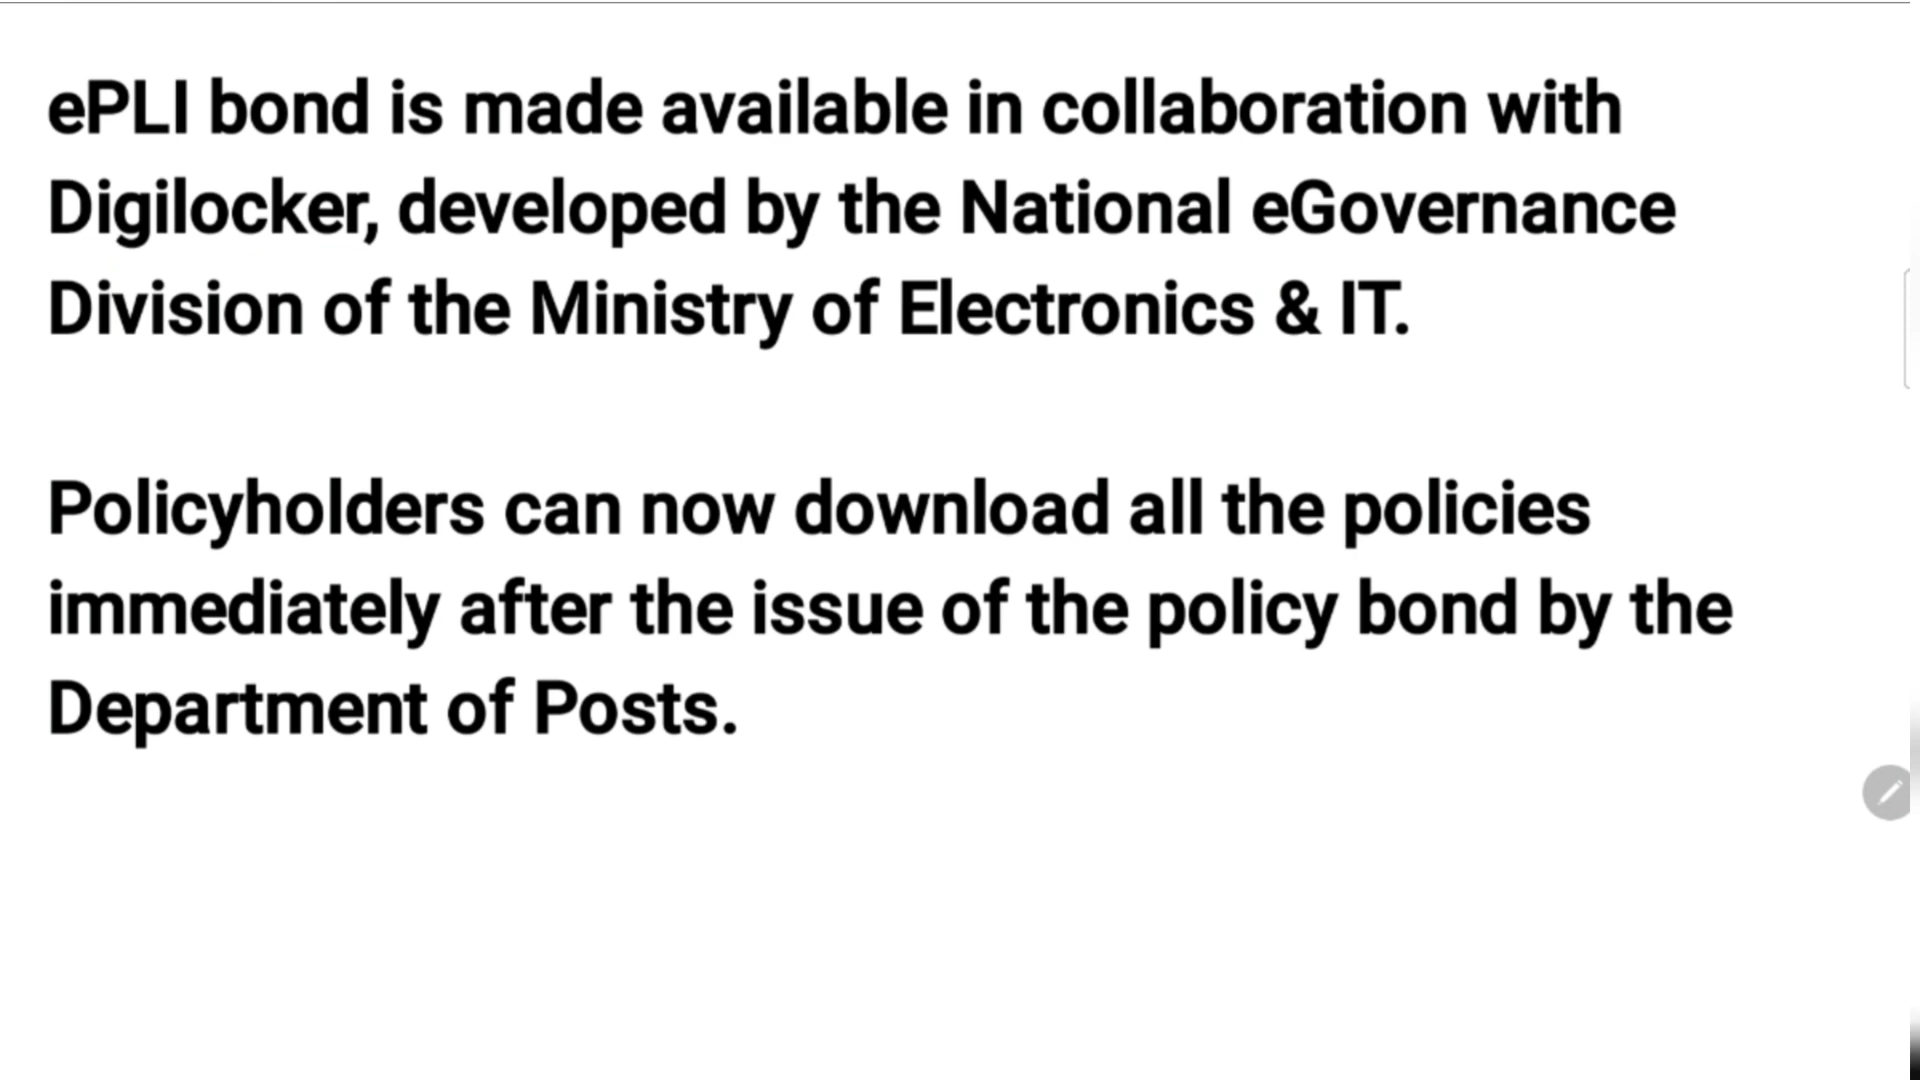 ePLI bond is made available in collaboration with
Digilocker, developed by the National eGovernance
Division of the Ministry of Electronics & IT.
Policyholders can now download all the policies
immediately after the issue of the policy bond by the
Department of Posts.